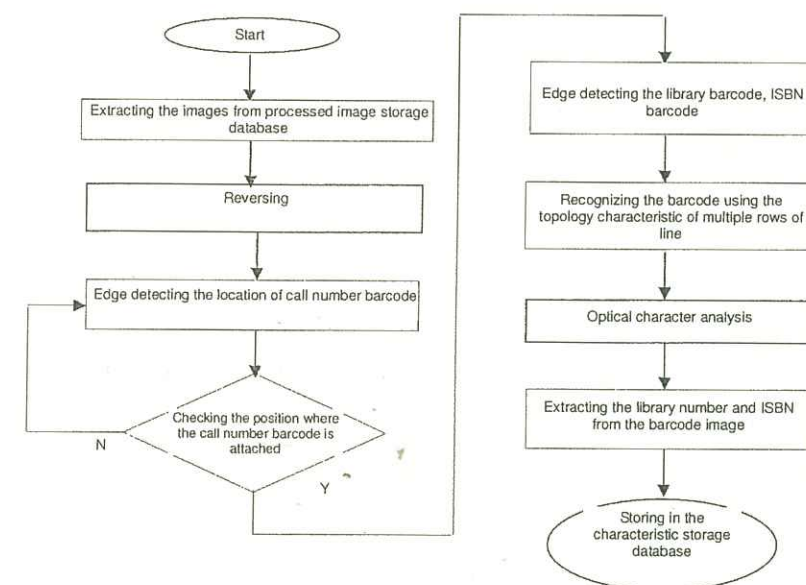 Start
Extracting the images from processed image storage
database
Reversing
Edge detecting the location of call number barcode
Checking the position where
the call number barcode is
attached
N
Y
Edge detecting the library barcode, ISBN
barcode
Recognizing the barcode using the
topology characteristic of multiple rows of
line
Optical character analysis
Extracting the library number and ISBN
from the barcode image
Storing in the
characteristic storage
database